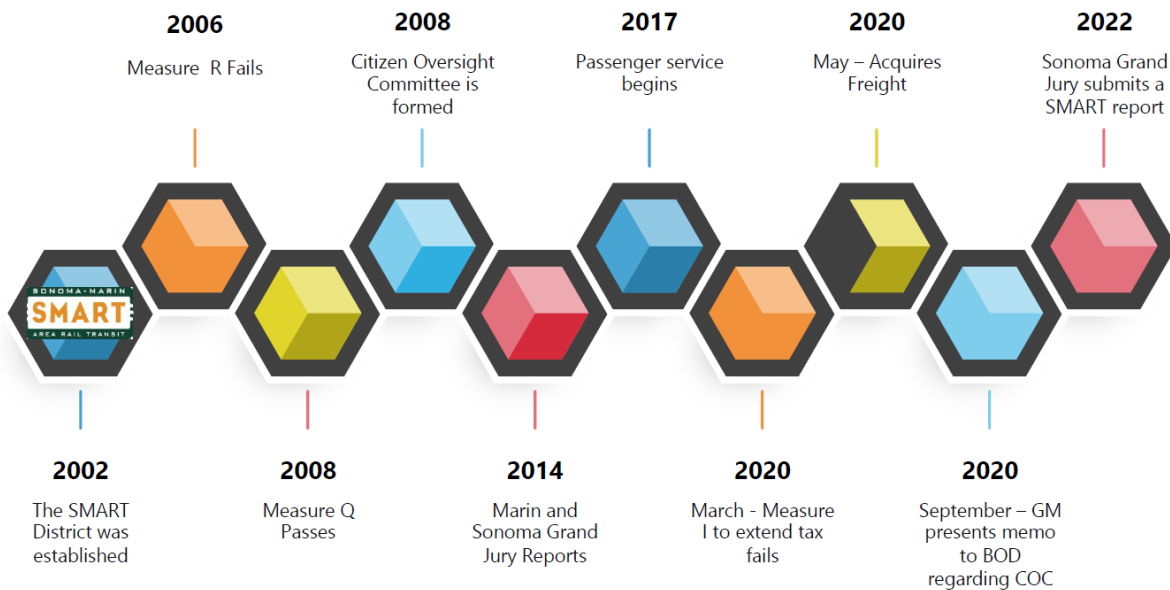 2006
Measure R Fails
2008
Citizen Oversight
Committee is
formed
2017
Passenger service
begins
2020
May – Acquires
Freight
2022
Sonoma Grand
Jury submits a
SMART report
SONOMA-MARIN
SMART
AREA RAIL TRANSIT
2002
The SMART
District was
established
2008
Measure Q
Passes
2014
Marin and
Sonoma Grand
Jury Reports
2020
March - Measure
I to extend tax
fails
2020
September – GM
presents memo
to BOD
regarding COC